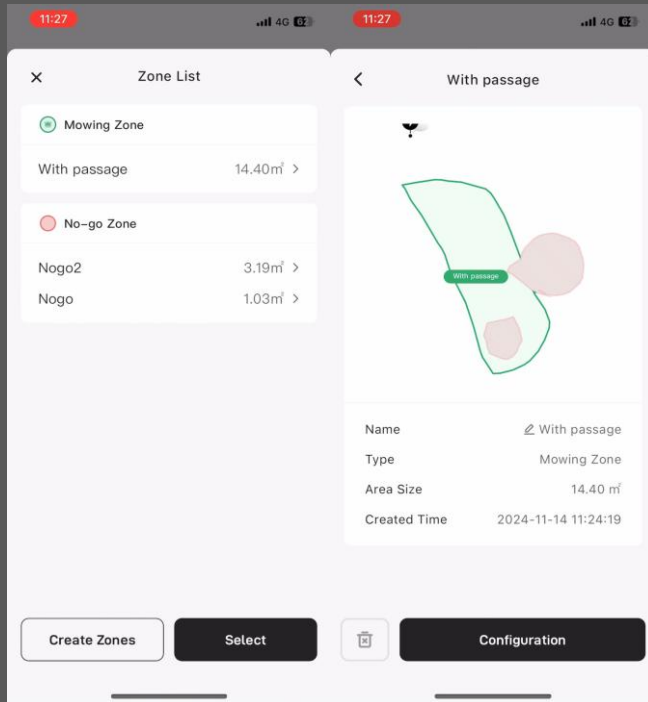 11:27
4G 62
Zone List
Mowing Zone
With passage 14.40㎡
No-go Zone
Nogo2 3.19㎡
Nogo 1.03㎡
Create Zones
Select
11:27
4G 62
With passage
With passage
Name With passage
Type Mowing Zone
Area Size 14.40 ㎡
Created Time 2024-11-14 11:24:19
Configuration